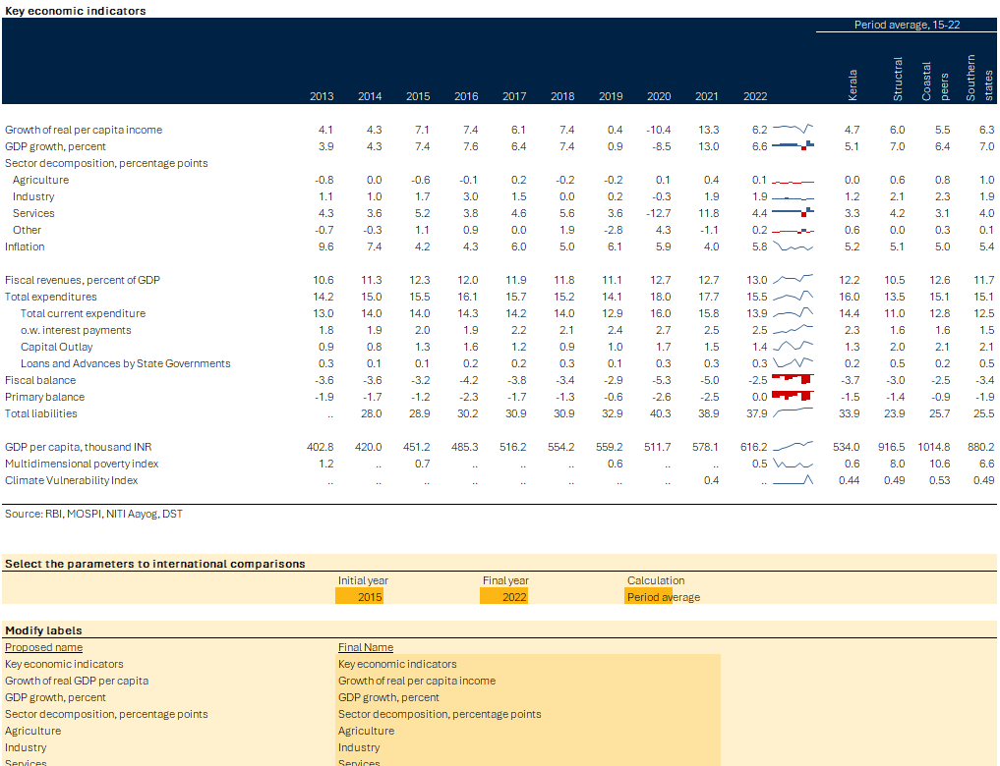 Key economic indicators
Period average, 15-22
2013 2014 2015 2016 2017 2018 2019 2020 2021 2022 Kerala Structral Coastal peers Southern states
Growth of real per capita income 4.1 4.3 7.1 7.4 6.1 7.4 0.4 -10.4 13.3 6.2 4.7 6.0 5.5 6.3
GDP growth, percent 3.9 4.3 7.4 7.6 6.4 7.4 0.9 -8.5 13.0 6.6 5.1 7.0 6.4 7.0
Sector decomposition, percentage points
Agriculture -0.8 0.0 -0.6 -0.1 0.2 -0.2 -0.2 0.1 0.4 0.1 0.0 0.6 0.8 1.0
Industry 1.1 1.0 1.7 3.0 1.5 0.0 0.2 -0.3 1.9 1.9 1.2 2.1 2.3 1.9
Services 4.3 3.6 5.2 3.8 4.6 5.6 3.6 -12.7 11.8 4.4 3.3 4.2 3.1 4.0
Other -0.7 -0.3 1.1 0.9 0.0 1.9 -2.8 4.3 -1.1 0.2 0.6 0.0 0.3 0.1
Inflation 9.6 7.4 4.2 4.3 6.0 5.0 6.1 5.9 4.0 5.8 5.2 5.1 5.0 5.4
Fiscal revenues, percent of GDP 10.6 11.3 12.3 12.0 11.9 11.8 11.1 12.7 12.7 13.0 12.2 10.5 12.6 11.7
Total expenditures 14.2 15.0 15.5 16.1 15.7 15.2 14.1 18.0 17.7 15.5 16.0 13.5 15.1 15.1
Total current expenditure 13.0 14.0 14.0 14.3 14.2 14.0 12.9 16.0 15.8 13.9 14.4 11.0 12.8 12.5
o.w. interest payments 1.8 1.9 2.0 1.9 2.2 2.1 2.4 2.7 2.5 2.5 2.3 1.6 1.6 1.5
Capital Outlay 0.9 0.8 1.3 1.6 1.2 0.9 1.0 1.7 1.5 1.4 1.3 2.0 2.1 2.1
Loans and Advances by State Governments 0.3 0.1 0.1 0.2 0.2 0.3 0.1 0.3 0.3 0.3 0.2 0.5 0.2 0.5
Fiscal balance -3.6 -3.6 -3.2 -4.2 -3.8 -3.4 -2.9 -5.3 -5.0 -2.5 -3.7 -3.0 -2.5 -3.4
Primary balance -1.9 -1.7 -1.2 -2.3 -1.7 -1.3 -0.6 -2.6 -2.5 0.0 -1.5 -1.4 -0.9 -1.9
Total liabilities .. 28.0 28.9 30.2 30.9 30.9 32.9 40.3 38.9 37.9 33.9 23.9 25.7 25.5
GDP per capita, thousand INR 402.8 420.0 451.2 485.3 516.2 554.2 559.2 511.7 578.1 616.2 534.0 916.5 1014.8 880.2
Multidimensional poverty index 1.2 .. 0.7 .. .. .. 0.6 .. .. 0.5 0.6 8.0 10.6 6.6
Climate Vulnerability Index .. .. .. .. .. .. .. .. 0.4 .. 0.44 0.49 0.53 0.49
Source: RBI, MOSPI, NITI Aayog, DST
Select the parameters to international comparisons
Initial year Final year Calculation
2015 2022 Period average
Modify labels
Proposed name Final Name
Key economic indicators Key economic indicators
Growth of real GDP per capita Growth of real per capita income
GDP growth, percent GDP growth, percent
Sector decomposition, percentage points Sector decomposition, percentage points
Agriculture Agriculture
Industry Industry
Services Services